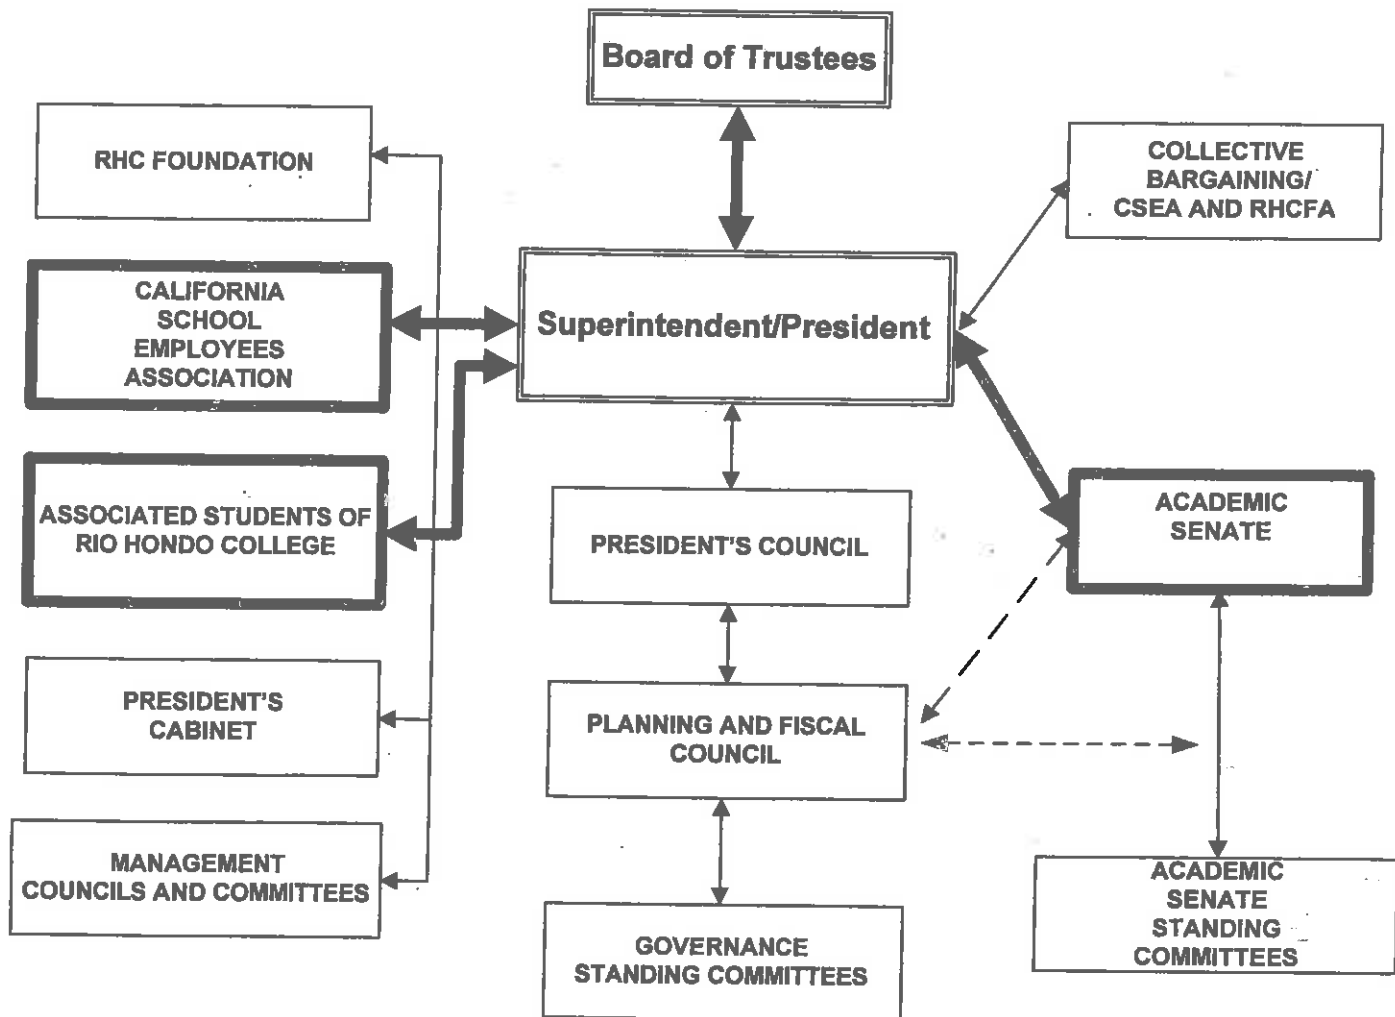 Board of Trustees
RHC FOUNDATION
COLLECTIVE
BARGAINING/
CSEA AND RHCFA
CALIFORNIA
SCHOOL
EMPLOYEES
ASSOCIATION
Superintendent/President
ASSOCIATED STUDENTS OF
RIO HONDO COLLEGE
PRESIDENT'S COUNCIL
ACADEMIC
SENATE
PRESIDENT'S
CABINET
PLANNING AND FISCAL
COUNCIL
MANAGEMENT
COUNCILS AND COMMITTEES
GOVERNANCE
STANDING COMMITTEES
ACADEMIC
SENATE
STANDING
COMMITTEES